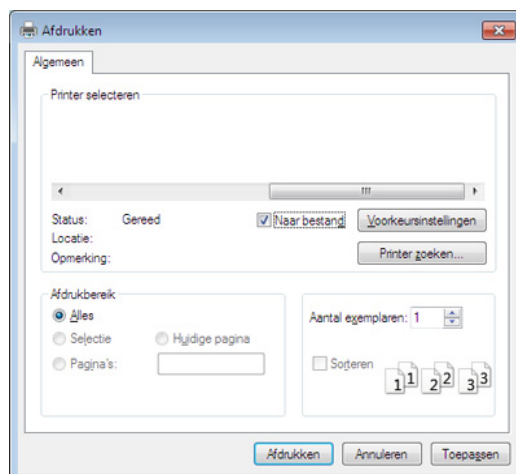 Afdrukken
Algemeen
Printer selecteren
Status: Gereed
Naar bestand
Voorkeursinstellingen
Locatie:
Opmerking:
Printer zoeken...
Afdrukbereik
Alles
Selectie
Huidige pagina
Pagina's:
Aantal exemplaren: 1
Sorteren
1 1 2 2 3 3
Afdrukken
Annuleren
Toepassen